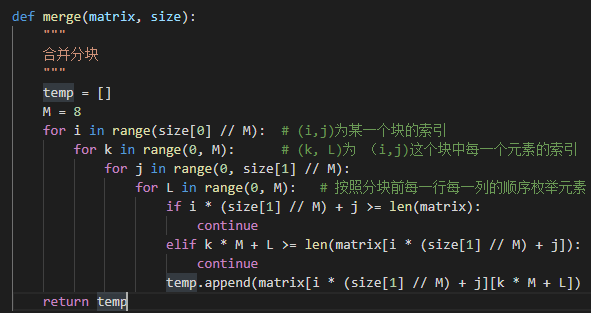 def merge(matrix, size):
    """
    合并分块
    """
    temp = []
    M = 8
    for i in range(size[0] // M):  # (i,j)为某一个块的索引
        for k in range(0, M):      # (k, L)为 （i,j)这个块中每一个元素的索引
            for j in range(0, size[1] // M):
                for L in range(0, M):   # 按照分块前每一行每一列的顺序枚举元素
                    if i * (size[1] // M) + j >= len(matrix):
                        continue
                    elif k * M + L >= len(matrix[i * (size[1] // M) + j]):
                        continue
                    temp.append(matrix[i * (size[1] // M) + j][k * M + L])
    return temp